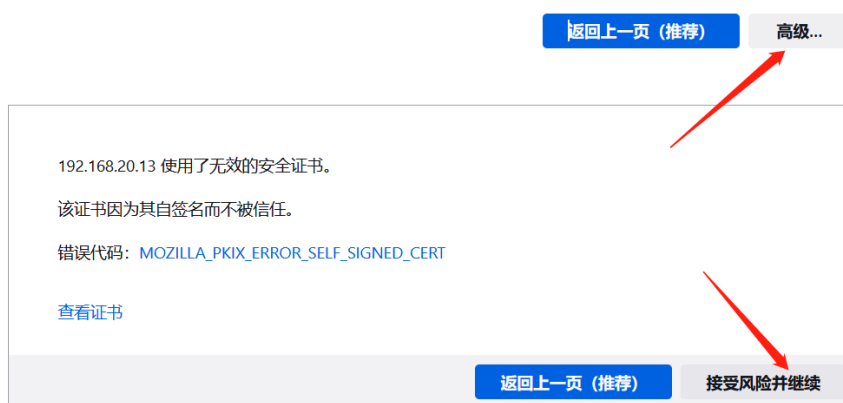 返回上一页（推荐） 高级...
192.168.20.13 使用了无效的安全证书。
该证书因为其自签名而不被信任。
错误代码：MOZILLA_PKIX_ERROR_SELF_SIGNED_CERT
查看证书
返回上一页（推荐） 接受风险并继续